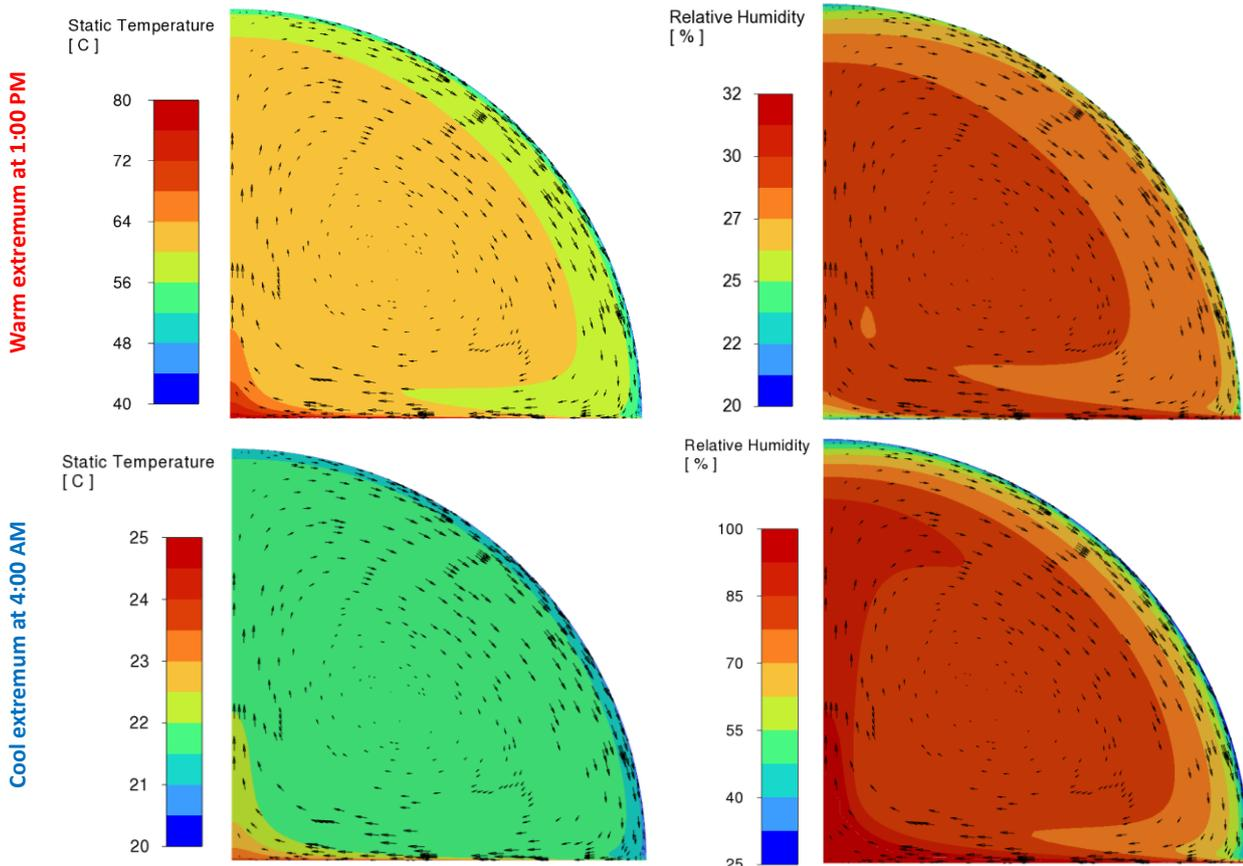 Warm extremum at 1:00 PM
Static Temperature
[ C ]
80
72
64
56
48
40
Relative Humidity
[ % ]
32
30
27
25
22
20
Cool extremum at 4:00 AM
Static Temperature
[ C ]
25
24
23
22
21
20
Relative Humidity
[ % ]
100
85
70
55
40
25